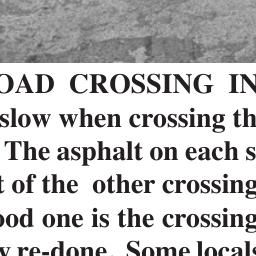 OAD CROSSING IN
slow when crossing th
The asphalt on each s
t of the other crossing
ood one is the crossing
y re-done. Some locals